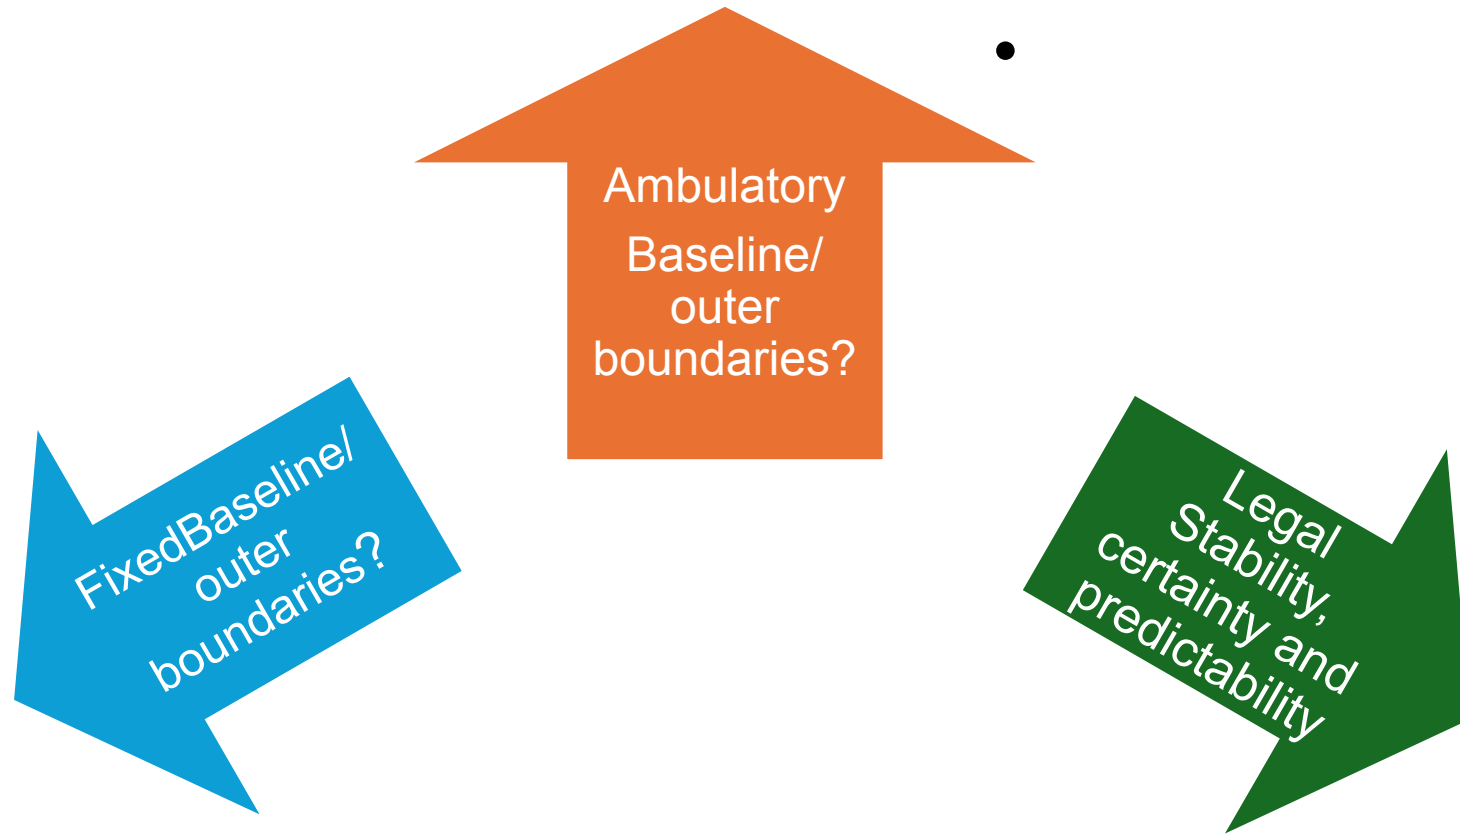 •
Ambulatory
Baseline/
outer
boundaries?
FixedBaseline/
outer
boundaries?
Legal
Stability,
certainty and
predictability